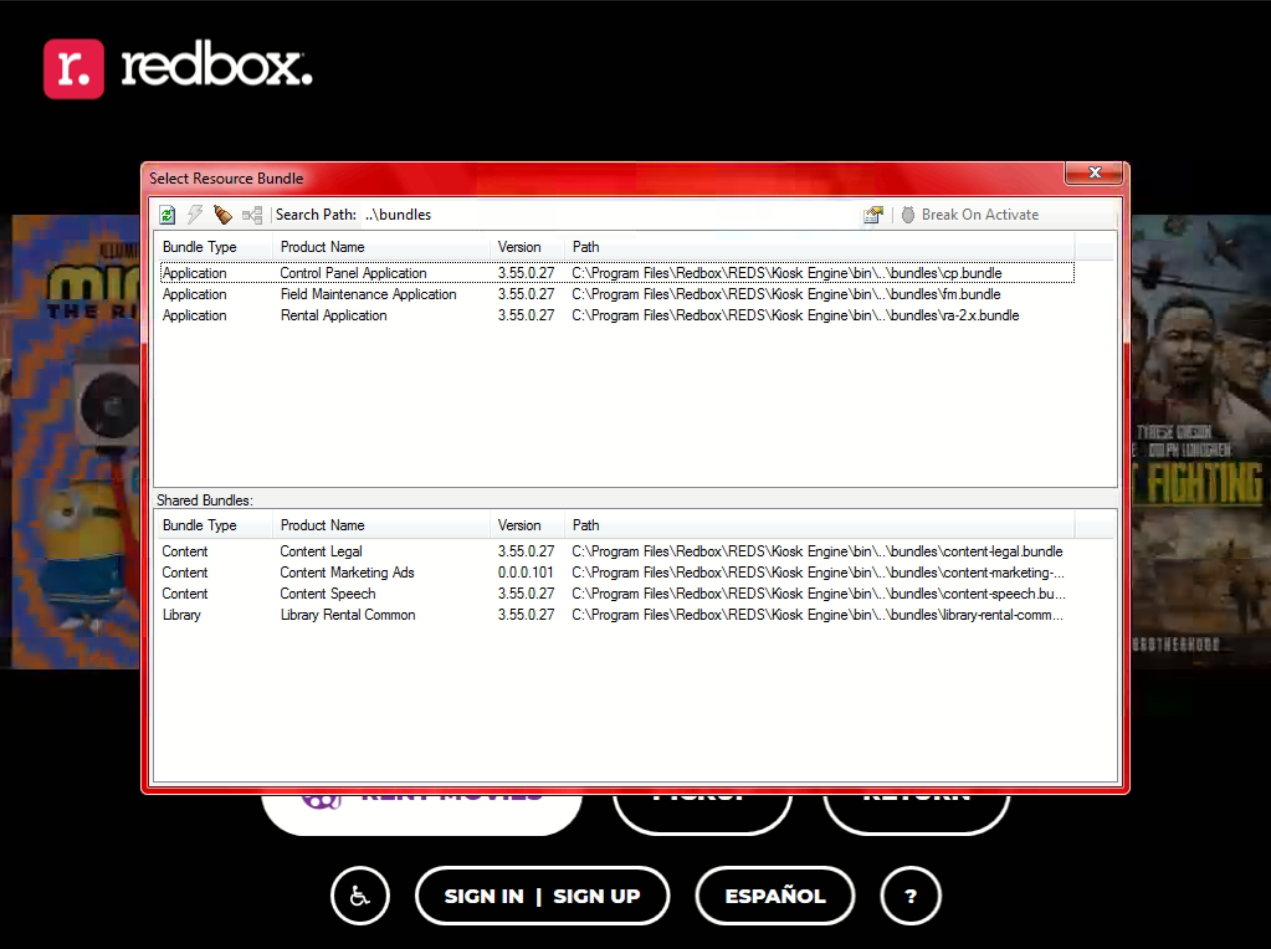 r. redbox.
Select Resource Bundle
Search Path: ..\bundles
Break On Activate
Bundle Type Product Name Version Path
Application Control Panel Application 3.55.0.27 C:\Program Files\Redbox\REDS\Kiosk Engine\bin\..\bundles\cp.bundle
Application Field Maintenance Application 3.55.0.27 C:\Program Files\Redbox\REDS\Kiosk Engine\bin\..\bundles\fm.bundle
Application Rental Application 3.55.0.27 C:\Program Files\Redbox\REDS\Kiosk Engine\bin\..\bundles\ra-2.x.bundle
Shared Bundles:
Bundle Type Product Name Version Path
Content Content Legal 3.55.0.27 C:\Program Files\Redbox\REDS\Kiosk Engine\bin\..\bundles\content-legal.bundle
Content Content Marketing Ads 0.0.0.101 C:\Program Files\Redbox\REDS\Kiosk Engine\bin\..\bundles\content-marketing-...
Content Content Speech 3.55.0.27 C:\Program Files\Redbox\REDS\Kiosk Engine\bin\..\bundles\content-speech.bu...
Library Library Rental Common 3.55.0.27 C:\Program Files\Redbox\REDS\Kiosk Engine\bin\..\bundles\library-rental-comm...
ILLUMI
MIN
THE RI
TYRESE GIBSON
DOLPH LUNDGREN
FIGHTING
BROTHERHOOD
RENT MOVIES
PICKUP
RETURN
SIGN IN | SIGN UP
ESPAÑOL
?